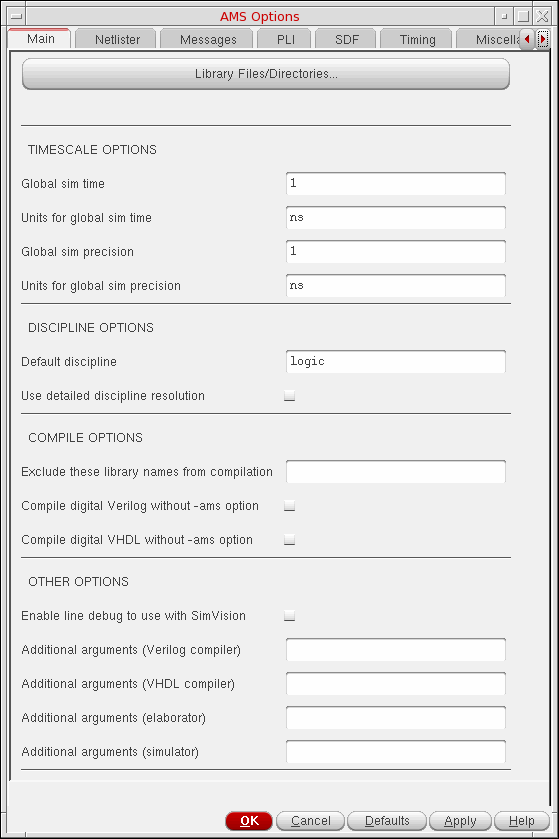 AMS Options
Main Netlister Messages PLI SDF Timing Miscella
Library Files/Directories...
TIMESCALE OPTIONS
Global sim time 1
Units for global sim time ns
Global sim precision 1
Units for global sim precision ns
DISCIPLINE OPTIONS
Default discipline logic
Use detailed discipline resolution
COMPILE OPTIONS
Exclude these library names from compilation
Compile digital Verilog without -ams option
Compile digital VHDL without -ams option
OTHER OPTIONS
Enable line debug to use with SimVision
Additional arguments (Verilog compiler)
Additional arguments (VHDL compiler)
Additional arguments (elaborator)
Additional arguments (simulator)
OK Cancel Defaults Apply Help